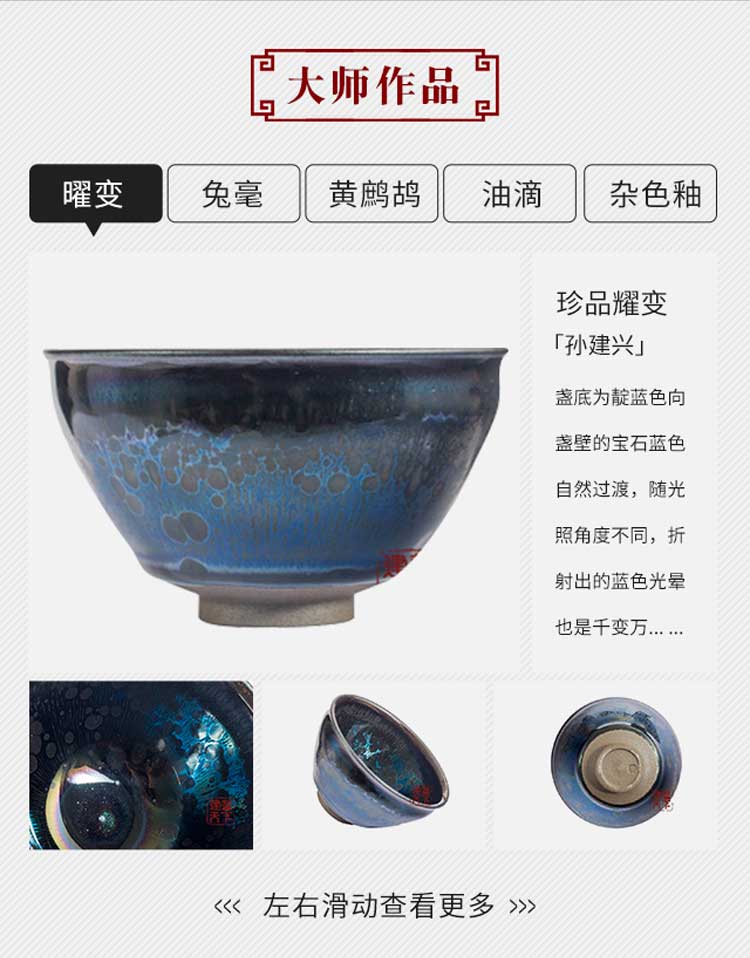 大师作品
曜变
兔毫
黄鹧鸪
油滴
杂色釉
珍品耀变
「孙建兴」
盏底为靛蓝色向
盏壁的宝石蓝色
自然过渡，随光
照角度不同，折
射出的蓝色光晕
也是千变万... ...
<<< 左右滑动查看更多 >>>